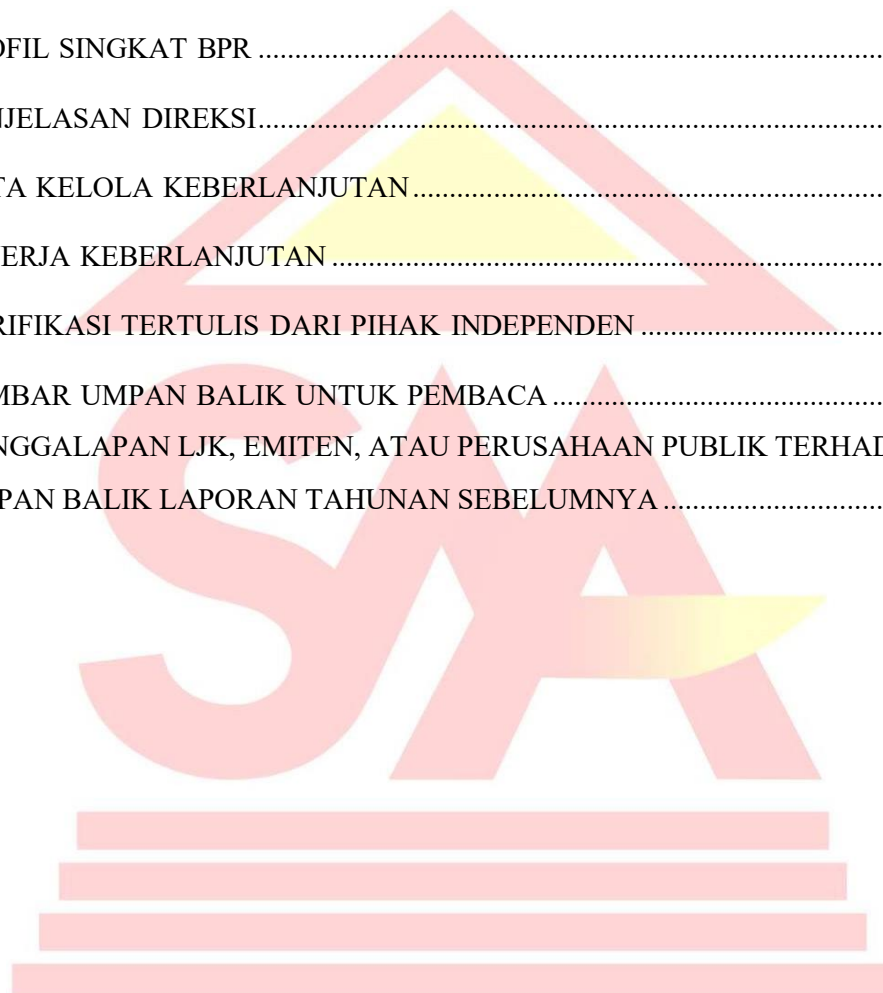 OFIL SINGKAT BPR ....................................................................................
NJELASAN DIREKSI....................................................................................
TA KELOLA KEBERLANJUTAN................................................................
ERJA KEBERLANJUTAN ...........................................................................
RIFIKASI TERTULIS DARI PIHAK INDEPENDEN .................................
MBAR UMPAN BALIK UNTUK PEMBACA .............................................
NGGALAPAN LJK, EMITEN, ATAU PERUSAHAAN PUBLIK TERHAD
PAN BALIK LAPORAN TAHUNAN SEBELUMNYA ..............................
SMA